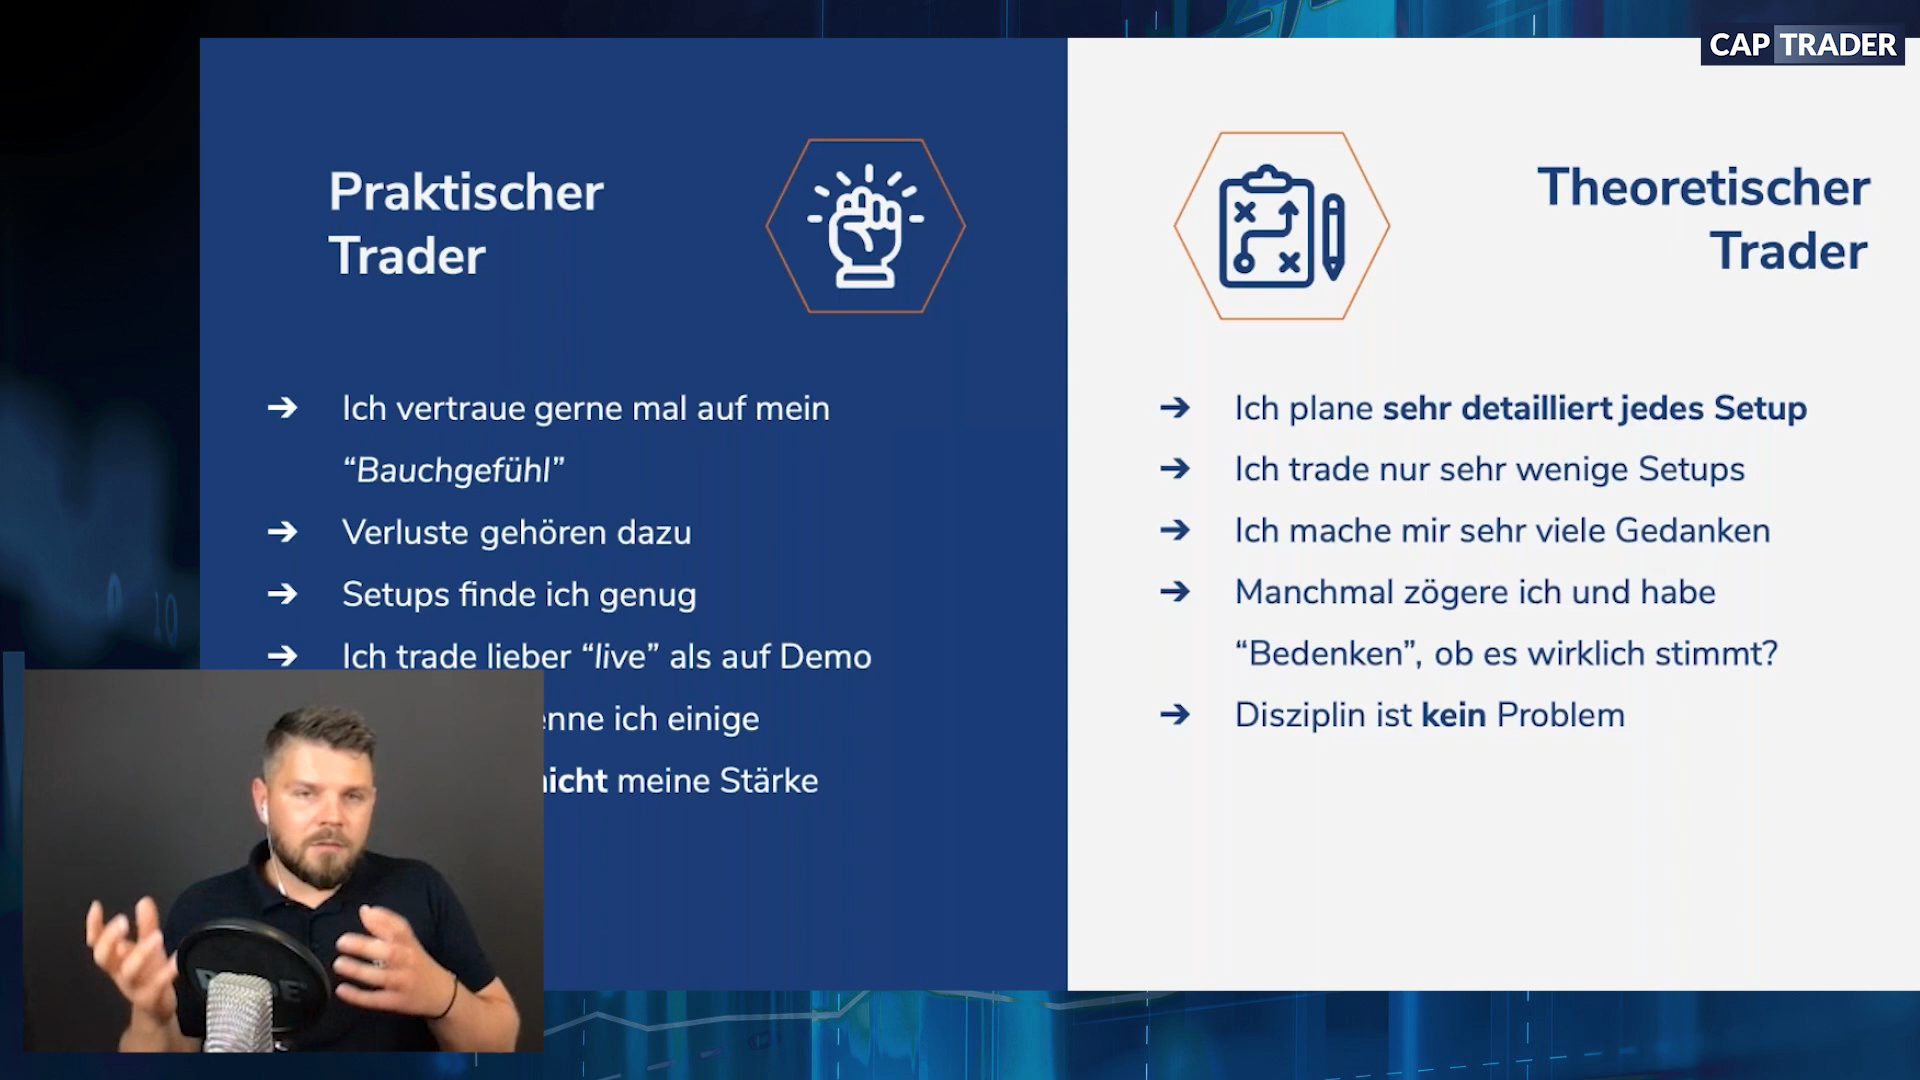 CAP TRADER
Praktischer
Trader
➔ Ich vertraue gerne mal auf mein
“Bauchgefühl”
➔ Verluste gehören dazu
➔ Setups finde ich genug
➔ Ich trade lieber “live” als auf Demo
ich einige
meine Stärke
Theoretischer
Trader
➔ Ich plane sehr detailliert jedes Setup
➔ Ich trade nur sehr wenige Setups
➔ Ich mache mir sehr viele Gedanken
➔ Manchmal zögere ich und habe
“Bedenken”, ob es wirklich stimmt?
➔ Disziplin ist kein Problem